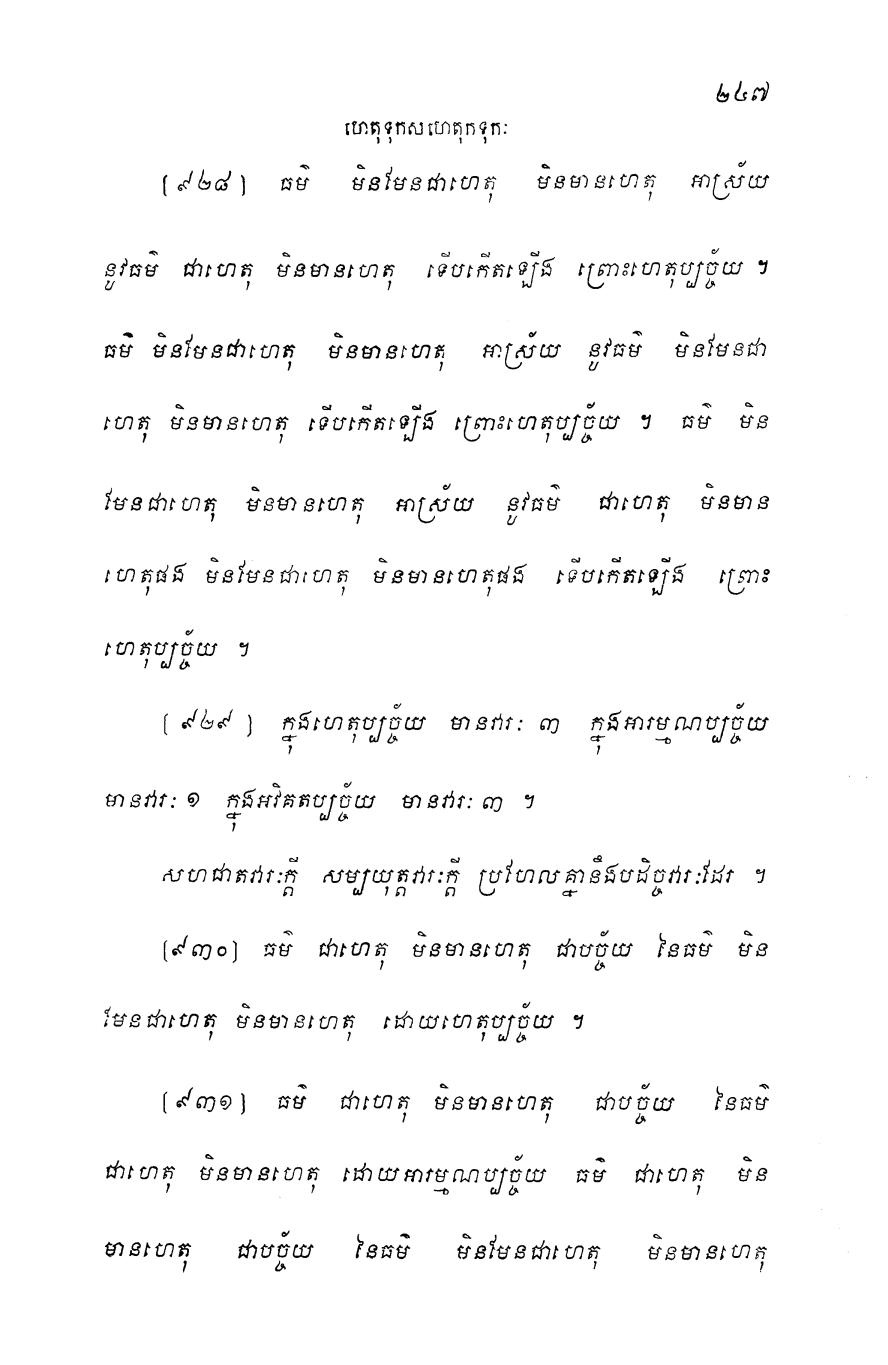 ២៤៧
ហេតុទុកសហេតុកទុកៈ
[៩២៨] ធម៌ មិនមែនជាហេតុ មិនមានហេតុ អាស្រ័យ
នូវធម៌ ជាហេតុ មិនមានហេតុ ទើបកើតឡើង ព្រោះហេតុប្បច្ច័យ ។
ធម៌ មិនមែនជាហេតុ មិនមានហេតុ អាស្រ័យ នូវធម៌ មិនមែនជា
ហេតុ មិនមានហេតុ ទើបកើតឡើង ព្រោះហេតុប្បច្ច័យ ។ ធម៌ មិន
មែនជាហេតុ មិនមានហេតុ អាស្រ័យ នូវធម៌ ជាហេតុ មិនមាន
ហេតុផង មិនមែនជាហេតុ មិនមានហេតុផង ទើបកើតឡើង ព្រោះ
ហេតុប្បច្ច័យ ។
[៩២៩] ក្នុងហេតុប្បច្ច័យ មានវារៈ ៣ ក្នុងអារម្មណប្បច្ច័យ
មានវារៈ ១ ក្នុងអវិគតប្បច្ច័យ មានវារៈ ៣ ។
សហជាតវារៈក្តី សម្បយុត្តវារៈក្តី ប្រហែលគ្នានឹងបដិច្ចវារៈដែរ ។
[៩៣០] ធម៌ ជាហេតុ មិនមានហេតុ ជាបច្ច័យ នៃធម៌ មិន
មែនជាហេតុ មិនមានហេតុ ដោយហេតុប្បច្ច័យ ។
[៩៣១] ធម៌ ជាហេតុ មិនមានហេតុ ជាបច្ច័យ នៃធម៌
ជាហេតុ មិនមានហេតុ ដោយអារម្មណប្បច្ច័យ ធម៌ ជាហេតុ មិន
មានហេតុ ជាបច្ច័យ នៃធម៌ មិនមែនជាហេតុ មិនមានហេតុ